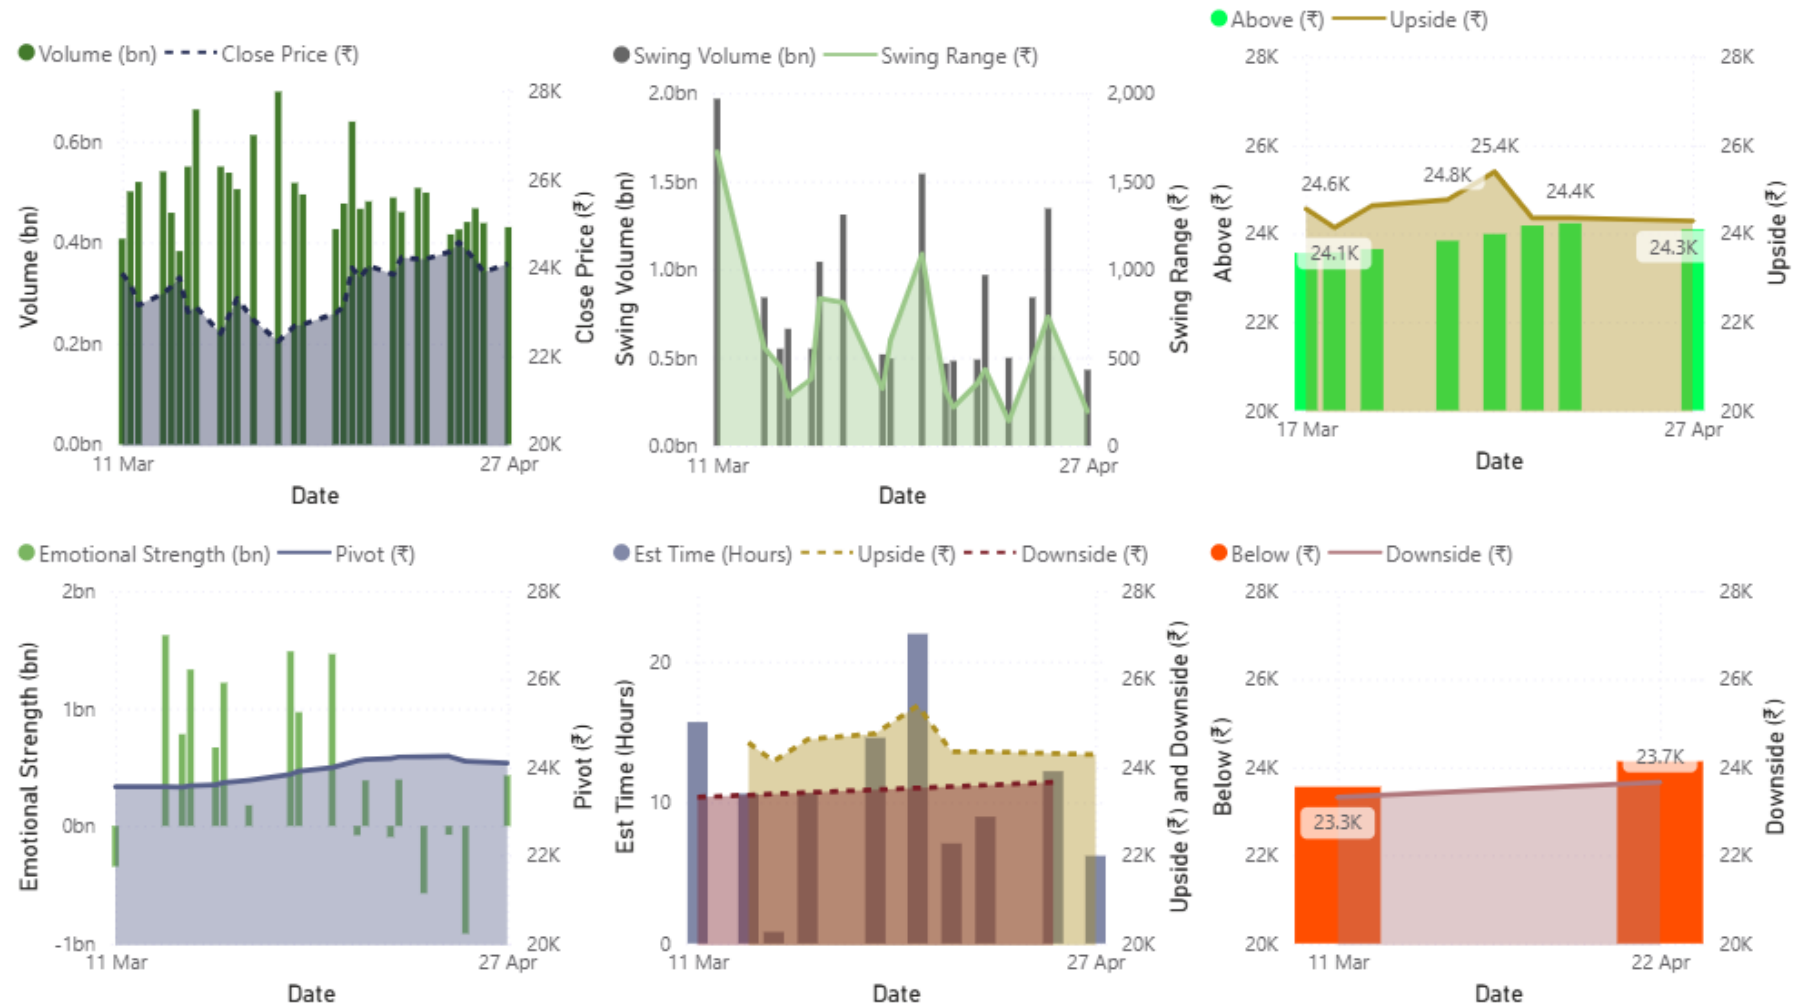 Volume (bn) Close Price (₹)
28K
0.6bn
26K
0.4bn
24K
0.2bn
22K
0.0bn
20K
11 Mar 27 Apr
Date
Volume (bn)
Close Price (₹)
Swing Volume (bn) Swing Range (₹)
2.0bn 2,000
1.5bn 1,500
1.0bn 1,000
0.5bn 500
0.0bn 0
11 Mar 27 Apr
Date
Swing Volume (bn)
Swing Range (₹)
Above (₹) Upside (₹)
28K 28K
26K 25.4K 26K
24.6K 24.8K 24.4K
24K 24K
24.1K 24.3K
22K 22K
20K 20K
17 Mar 27 Apr
Date
Above (₹)
Upside (₹)
Emotional Strength (bn) Pivot (₹)
2bn 28K
26K
1bn
24K
0bn
22K
-1bn 20K
11 Mar 27 Apr
Date
Emotional Strength (bn)
Pivot (₹)
Est Time (Hours) Upside (₹) Downside (₹)
28K
20
26K
24K
10
22K
0 20K
11 Mar 27 Apr
Date
Est Time (Hours)
Upside (₹) and Downside (₹)
Below (₹) Downside (₹)
28K 28K
26K 26K
24K 23.7K 24K
23.3K
22K 22K
20K 20K
11 Mar 22 Apr
Date
Below (₹)
Downside (₹)